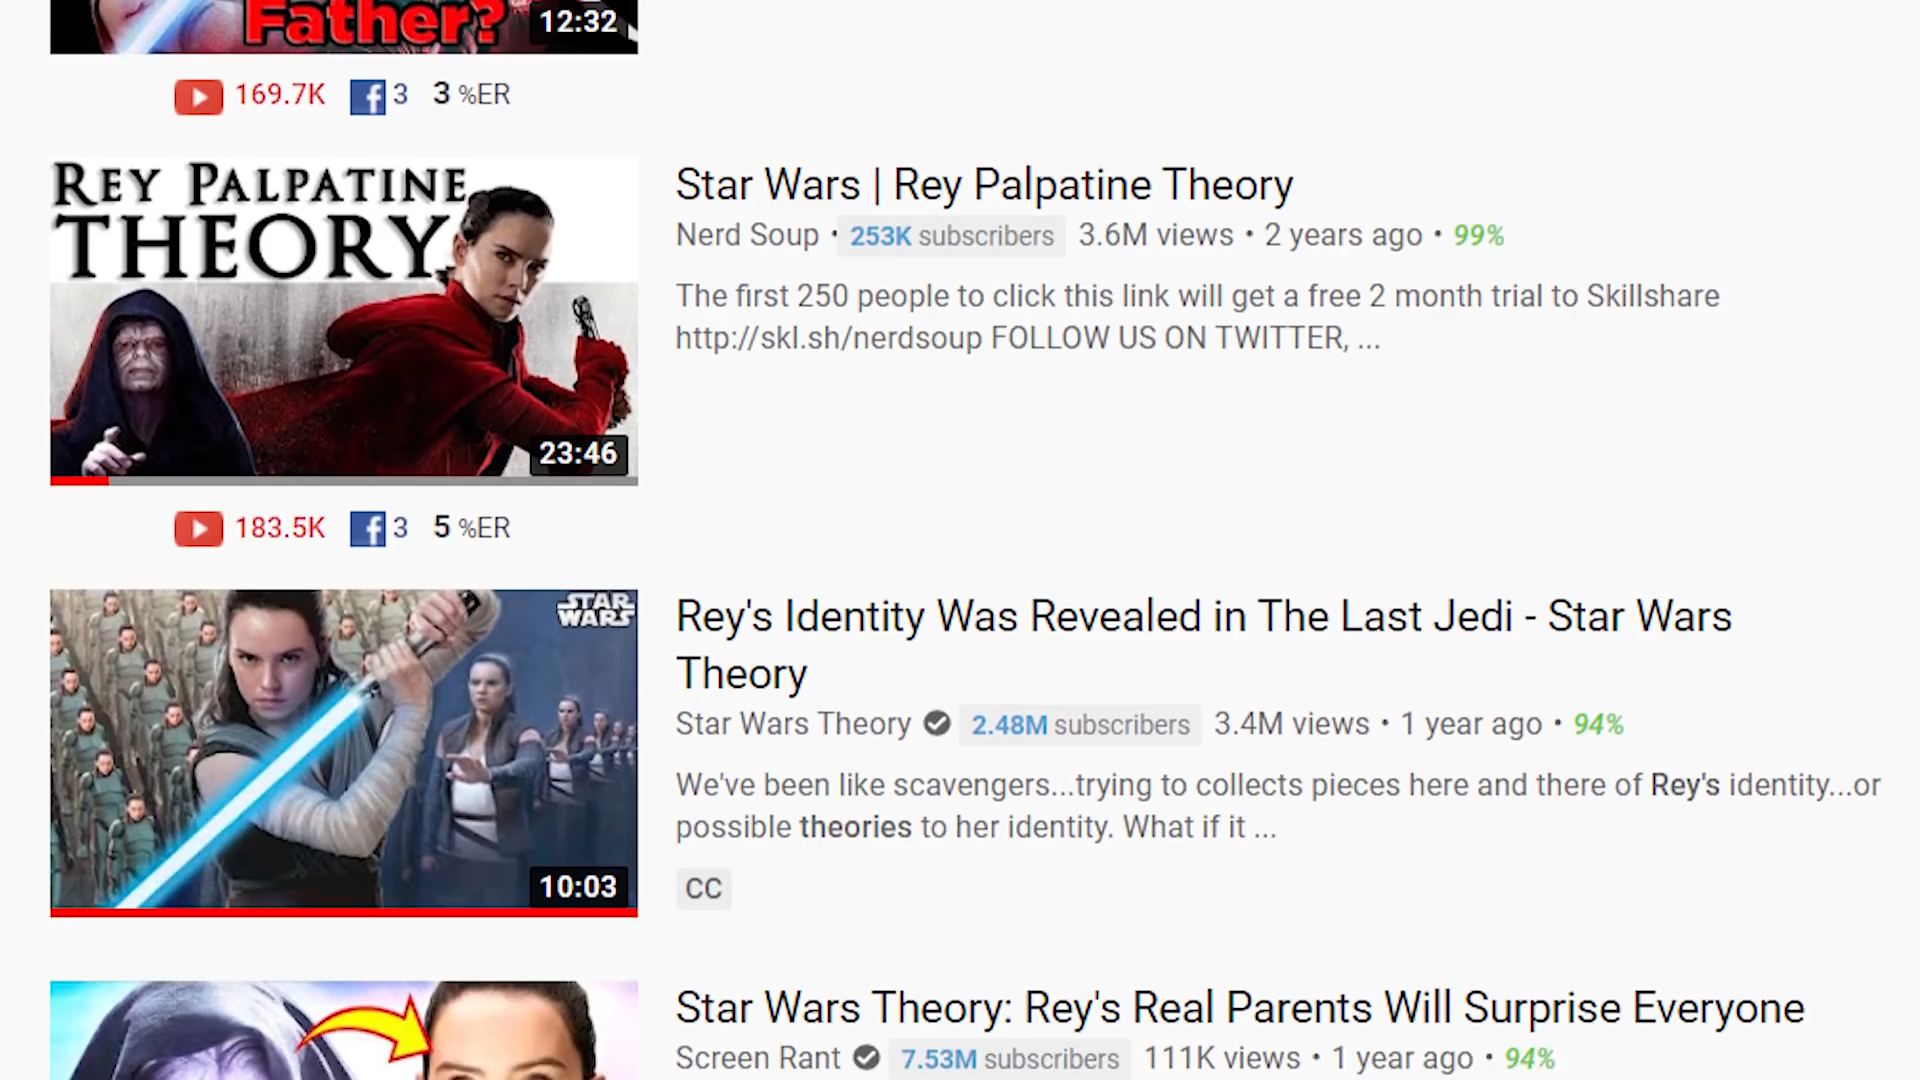 Father?
12:32
169.7K 3 3 %ER
REY PALPATINE
THEORY
23:46
Star Wars | Rey Palpatine Theory
Nerd Soup • 253K subscribers 3.6M views • 2 years ago • 99%
The first 250 people to click this link will get a free 2 month trial to Skillshare
http://skl.sh/nerdsoup FOLLOW US ON TWITTER, ...
183.5K 3 5 %ER
STAR
WARS
10:03
Rey's Identity Was Revealed in The Last Jedi - Star Wars
Theory
Star Wars Theory 2.48M subscribers 3.4M views • 1 year ago • 94%
We've been like scavengers...trying to collects pieces here and there of Rey's identity...or
possible theories to her identity. What if it ...
CC
Star Wars Theory: Rey's Real Parents Will Surprise Everyone
Screen Rant 7.53M subscribers 111K views • 1 year ago • 94%